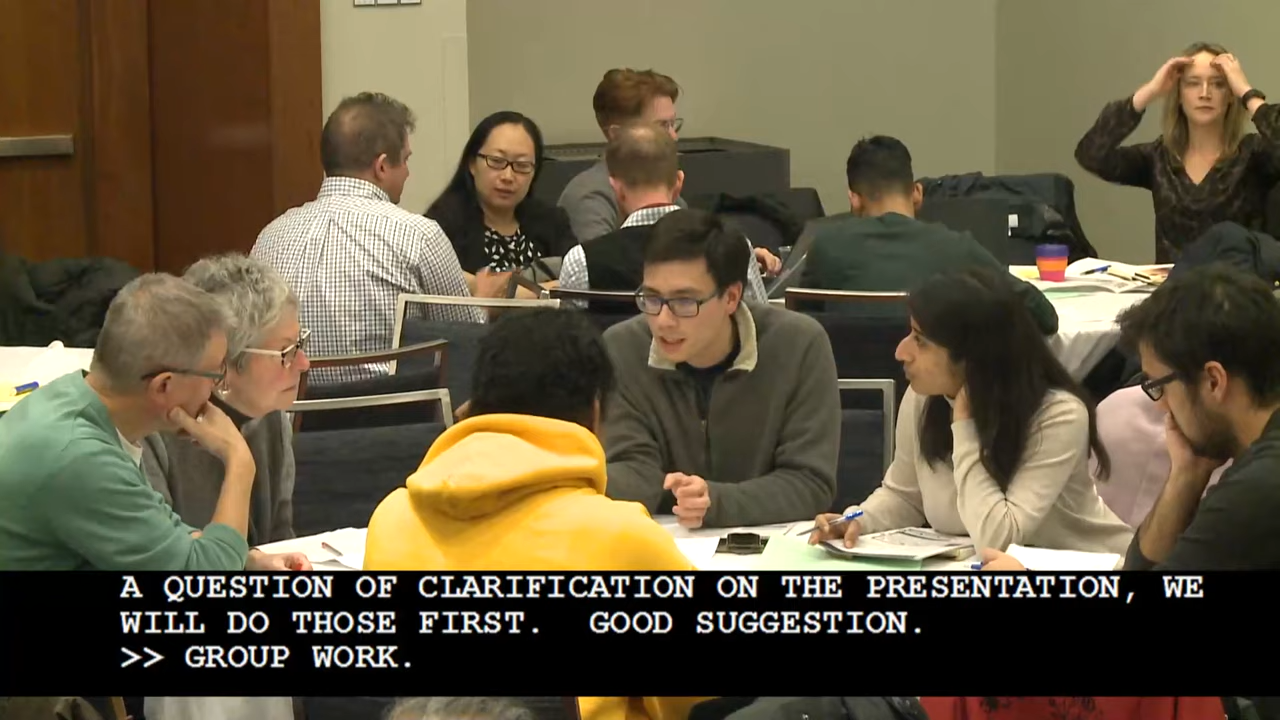 A QUESTION OF CLARIFICATION ON THE PRESENTATION, WE
WILL DO THOSE FIRST.  GOOD SUGGESTION.
>> GROUP WORK.